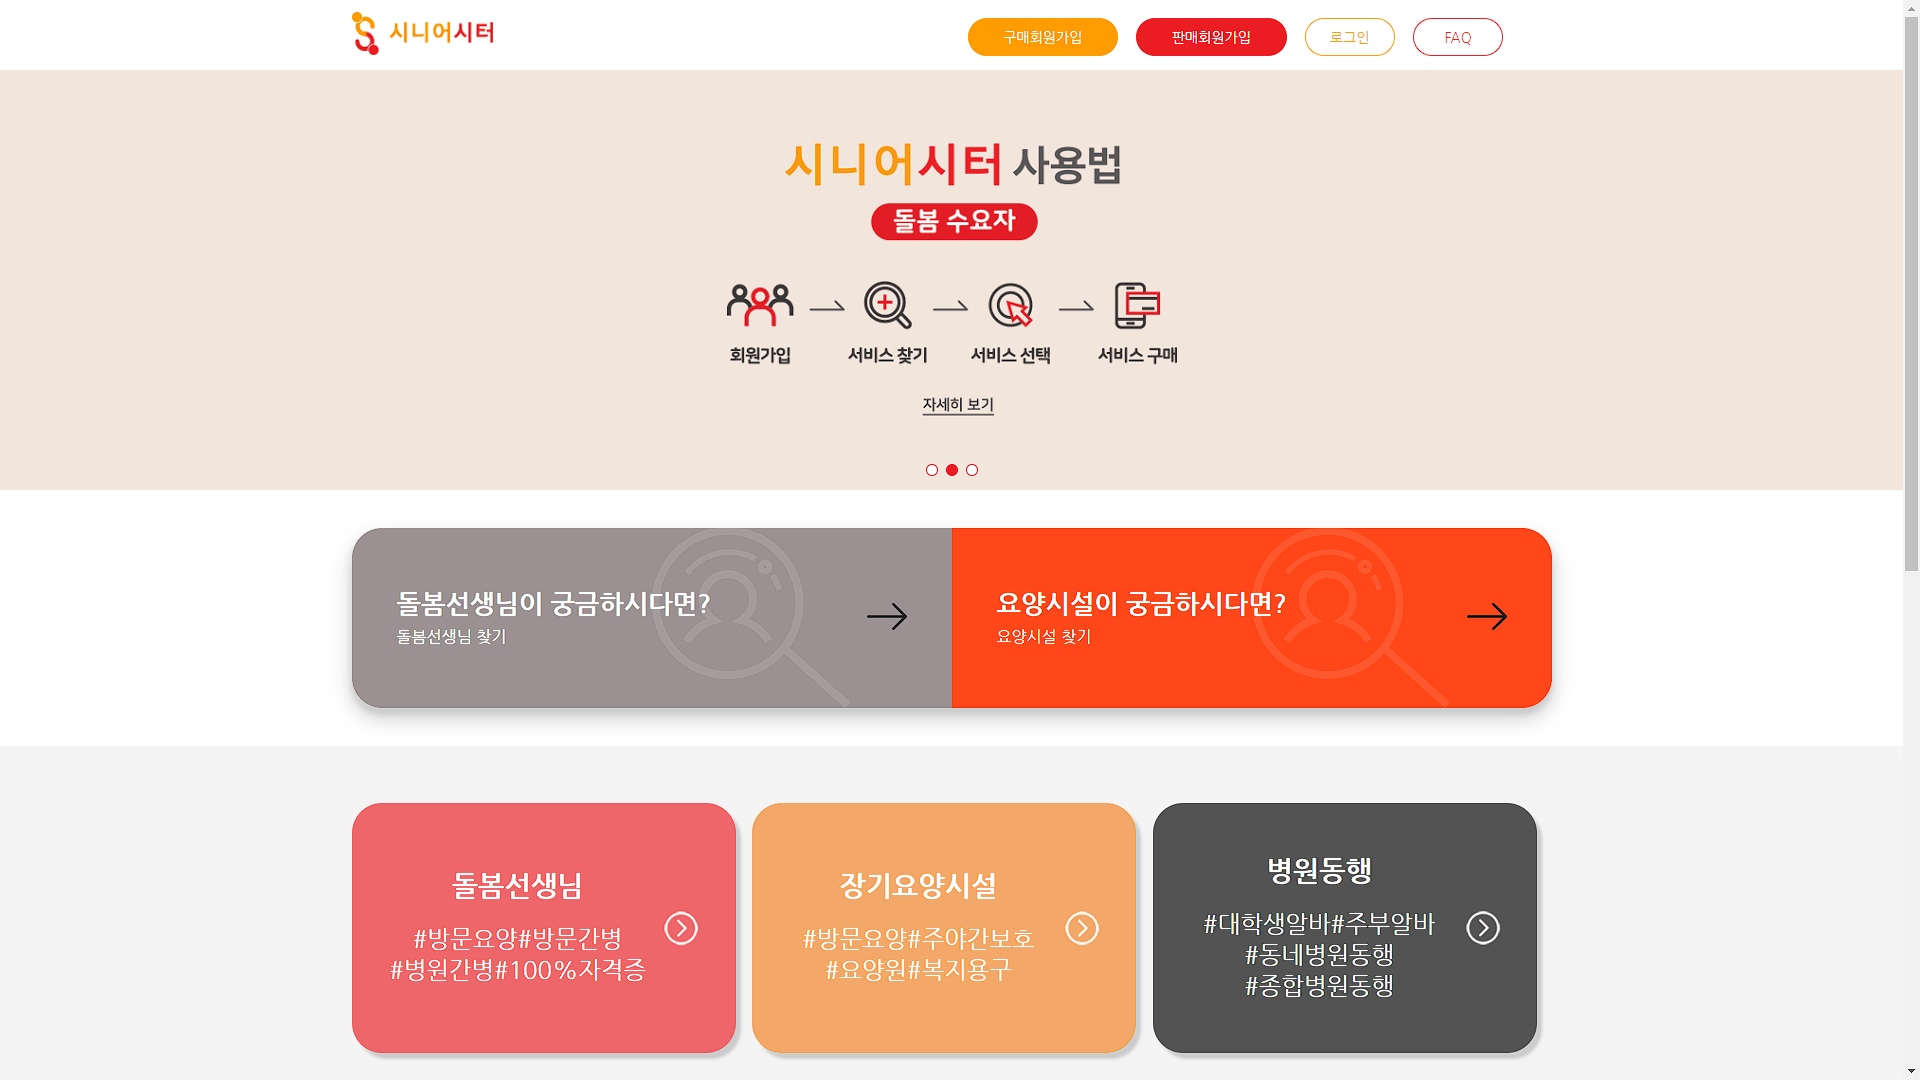 시니어시터
구매회원가입
판매회원가입
로그인
FAQ
시니어시터 사용법
돌봄 수요자
회원가입
서비스 찾기
서비스 선택
서비스 구매
자세히 보기
돌봄선생님이 궁금하시다면?
돌봄선생님 찾기
요양시설이 궁금하시다면?
요양시설 찾기
돌봄선생님
#방문요양#방문간병
#병원간병#100%자격증
장기요양시설
#방문요양#주야간보호
#요양원#복지용구
병원동행
#대학생알바#주부알바
#동네병원동행
#종합병원동행